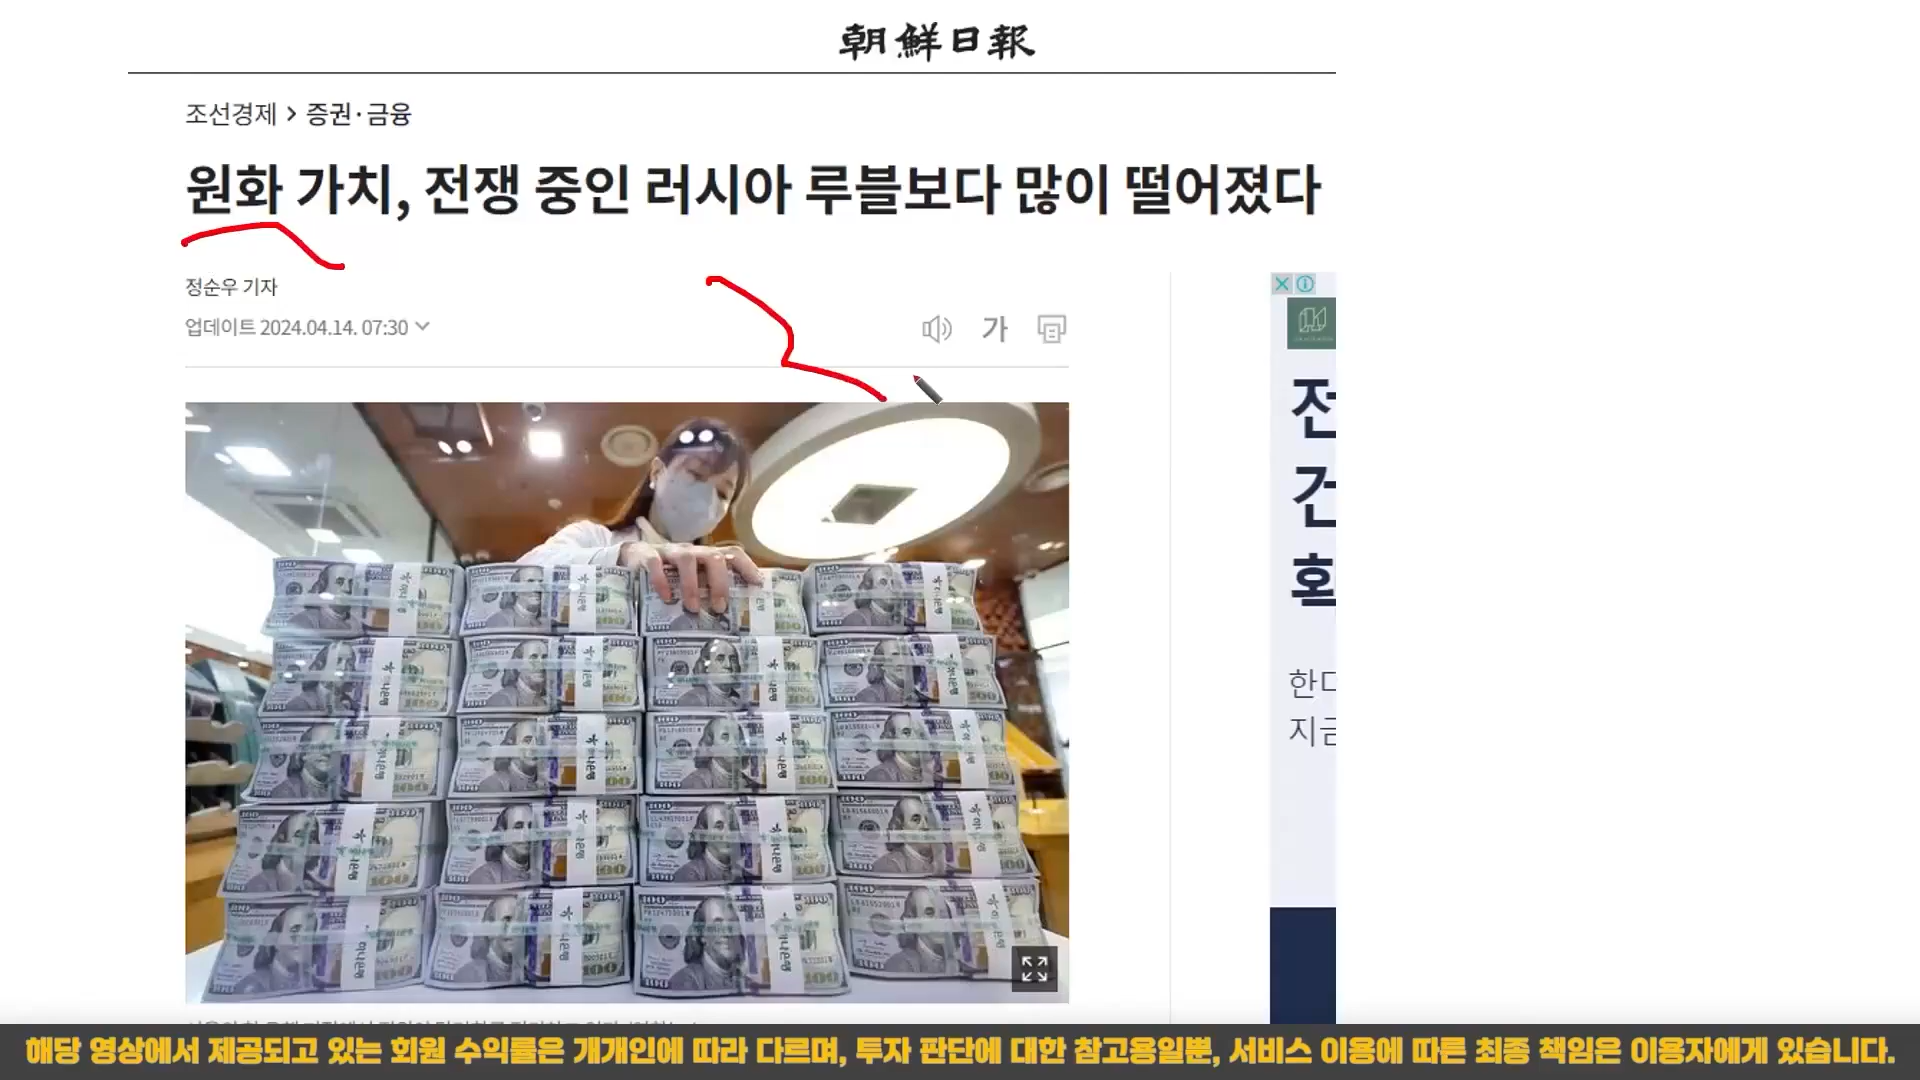 朝鮮日報
조선경제 > 증권·금융
원화 가치, 전쟁 중인 러시아 루블보다 많이 떨어졌다
정순우 기자
업데이트 2024.04.14. 07:30
가
전
건
확
한다
지금
해당 영상에서 제공되고 있는 회원 수익률은 개개인에 따라 다르며, 투자 판단에 대한 참고용일뿐, 서비스 이용에 따른 최종 책임은 이용자에게 있습니다.